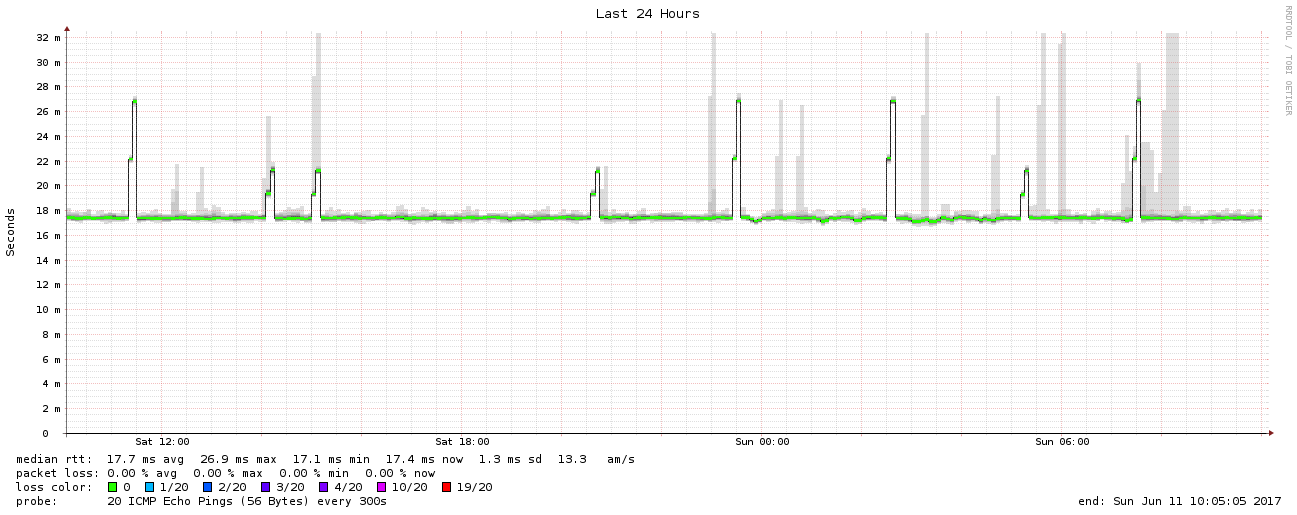 Last 24 Hours
RRDTOOL / TOBI OETIKER
Seconds
32 m
30 m
28 m
26 m
24 m
22 m
20 m
18 m
16 m
14 m
12 m
10 m
8 m
6 m
4 m
2 m
0
Sat 12:00 Sat 18:00 Sun 00:00 Sun 06:00
median rtt: 17.7 ms avg 26.9 ms max 17.1 ms min 17.4 ms now 1.3 ms sd 13.3 am/s
packet loss: 0.00 % avg 0.00 % max 0.00 % min 0.00 % now
loss color: 0 1/20 2/20 3/20 4/20 10/20 19/20
probe: 20 ICMP Echo Pings (56 Bytes) every 300s end: Sun Jun 11 10:05:05 2017